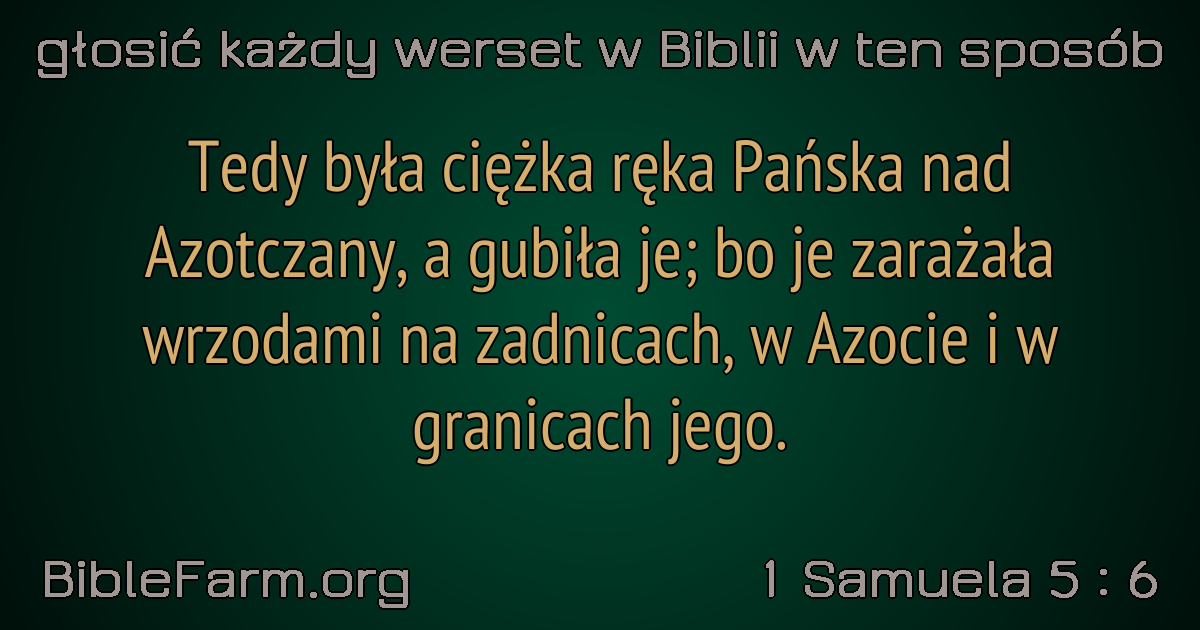 głosić każdy werset w Biblii w ten sposób
Tedy była ciężka ręka Pańska nad
Azotczany, a gubiła je; bo je zarażała
wrzodami na zadnicach, w Azocie i w
granicach jego.
BibleFarm.org
1 Samuela 5 : 6